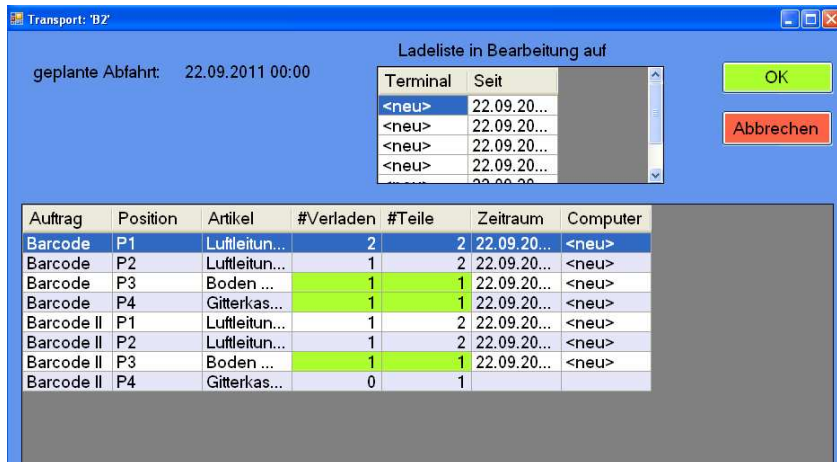 Transport: 'B2'
Ladeliste in Bearbeitung auf
geplante Abfahrt: 22.09.2011 00:00
Terminal Seit
<neu> 22.09.20...
<neu> 22.09.20...
<neu> 22.09.20...
<neu> 22.09.20...
OK
Abbrechen
Auftrag Position Artikel #Verladen #Teile Zeitraum Computer
Barcode P1 Luftleitun... 2 2 22.09.20... <neu>
Barcode P2 Luftleitun... 1 2 22.09.20... <neu>
Barcode P3 Boden ... 1 1 22.09.20... <neu>
Barcode P4 Gitterkas... 1 1 22.09.20... <neu>
Barcode II P1 Luftleitun... 1 2 22.09.20... <neu>
Barcode II P2 Luftleitun... 1 2 22.09.20... <neu>
Barcode II P3 Boden ... 1 1 22.09.20... <neu>
Barcode II P4 Gitterkas... 0 1